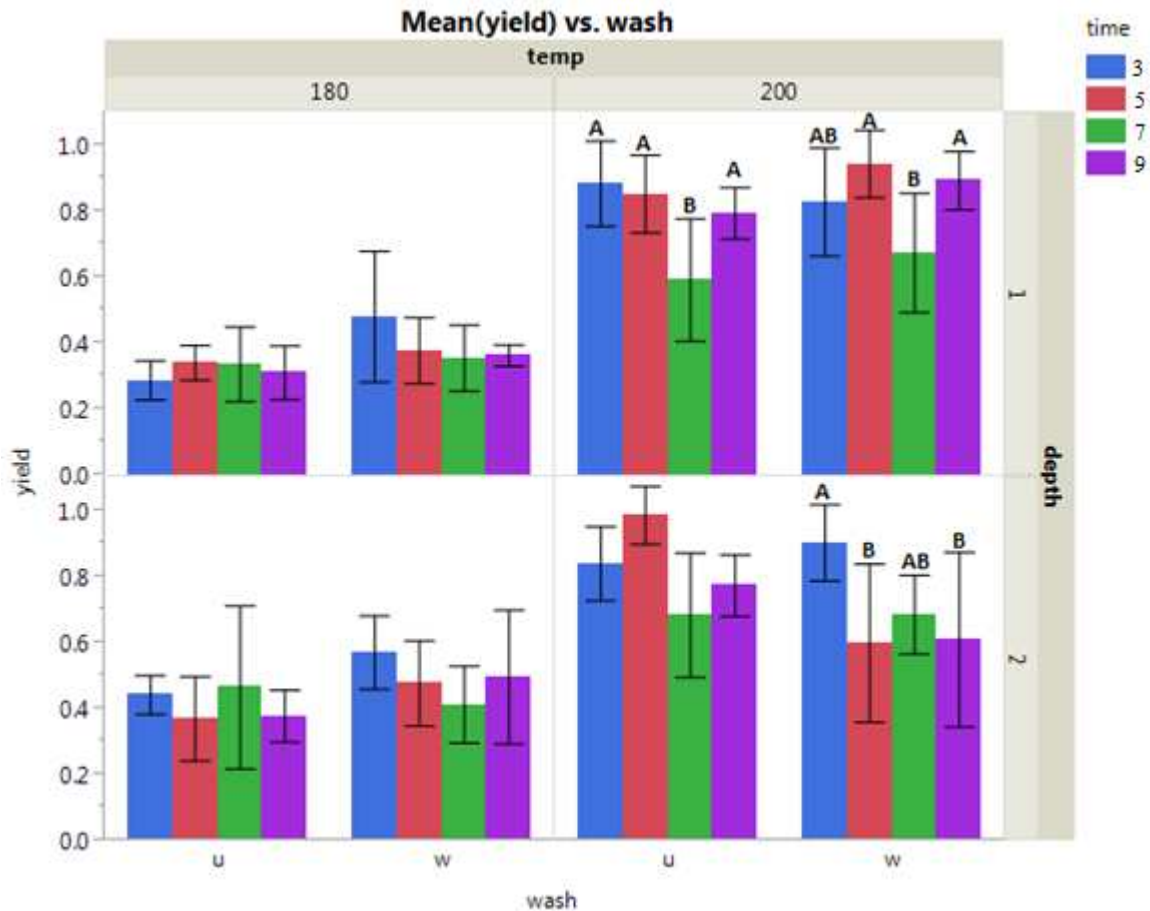 Mean(yield) vs. wash
temp
180 200
time
3
5
7
9
1.0
0.8
0.6
0.4
0.2
0.0
A A B A
AB A B A
1
1.0
0.8
0.6
0.4
0.2
0.0
A B AB B
2
depth
yield
u w u w
wash